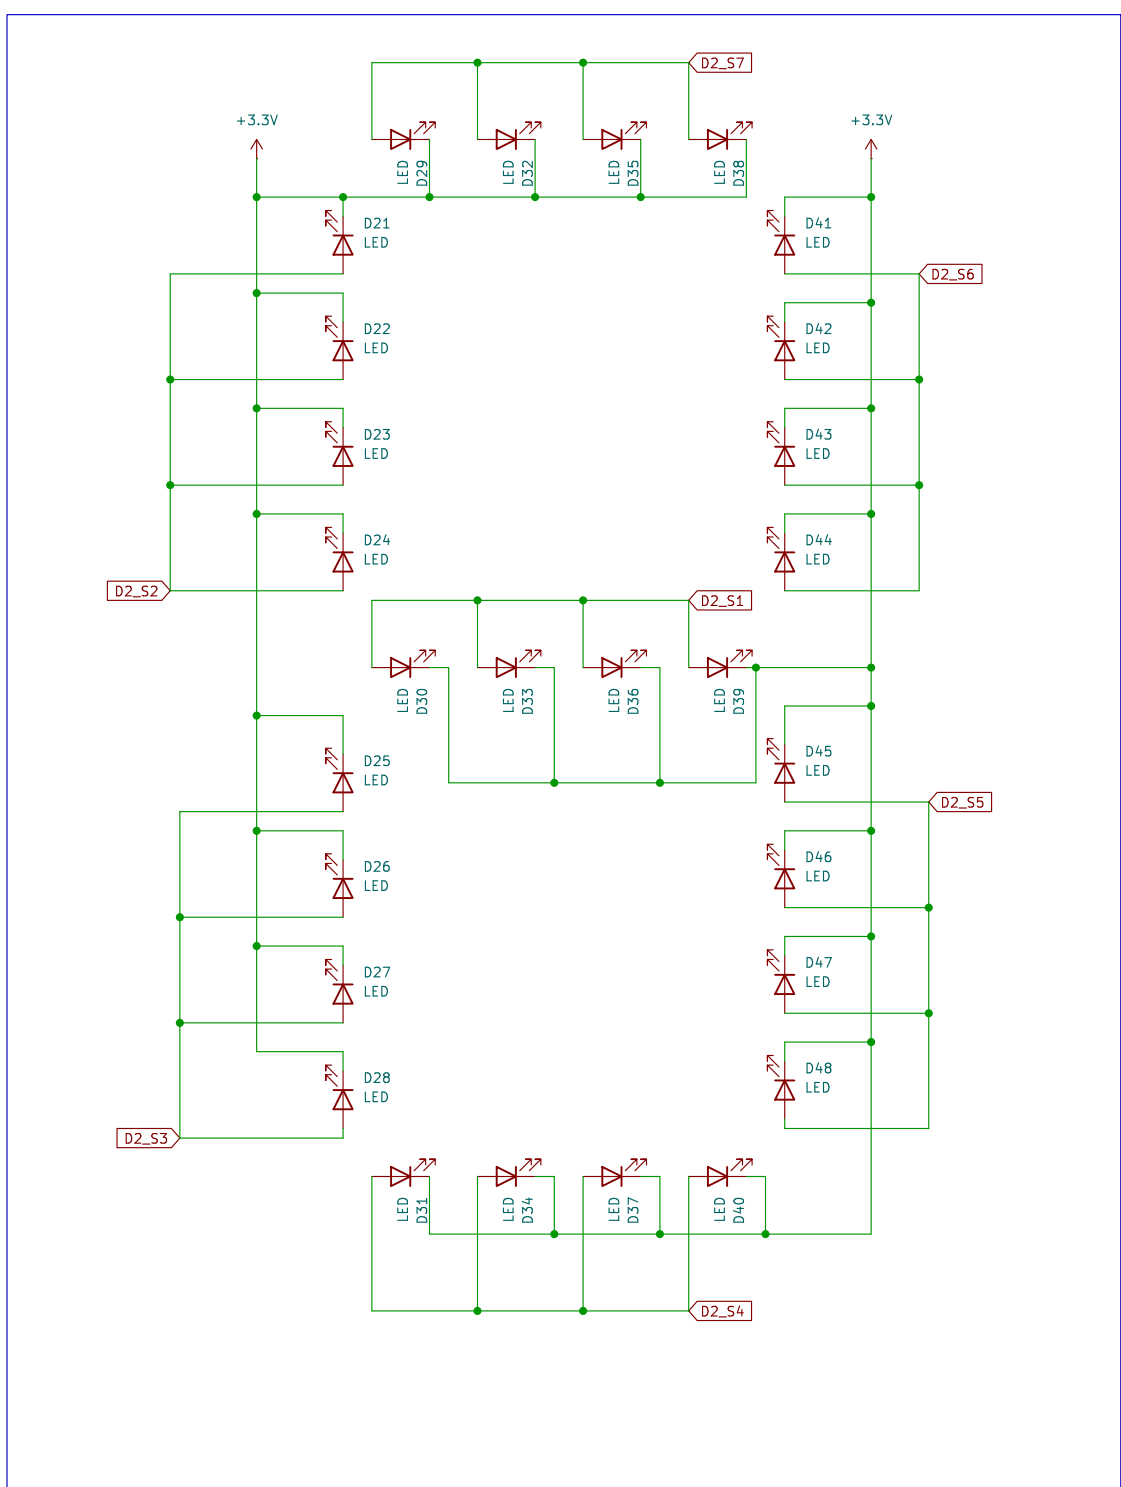 D2_S7
+3.3V
+3.3V
LED
D29
LED
D32
LED
D35
LED
D38
D21
LED
D41
LED
D2_S6
D22
LED
D42
LED
D23
LED
D43
LED
D24
LED
D44
LED
D2_S2
D2_S1
LED
D30
LED
D33
LED
D36
LED
D39
D25
LED
D45
LED
D2_S5
D26
LED
D46
LED
D27
LED
D47
LED
D28
LED
D48
LED
D2_S3
LED
D31
LED
D34
LED
D37
LED
D40
D2_S4